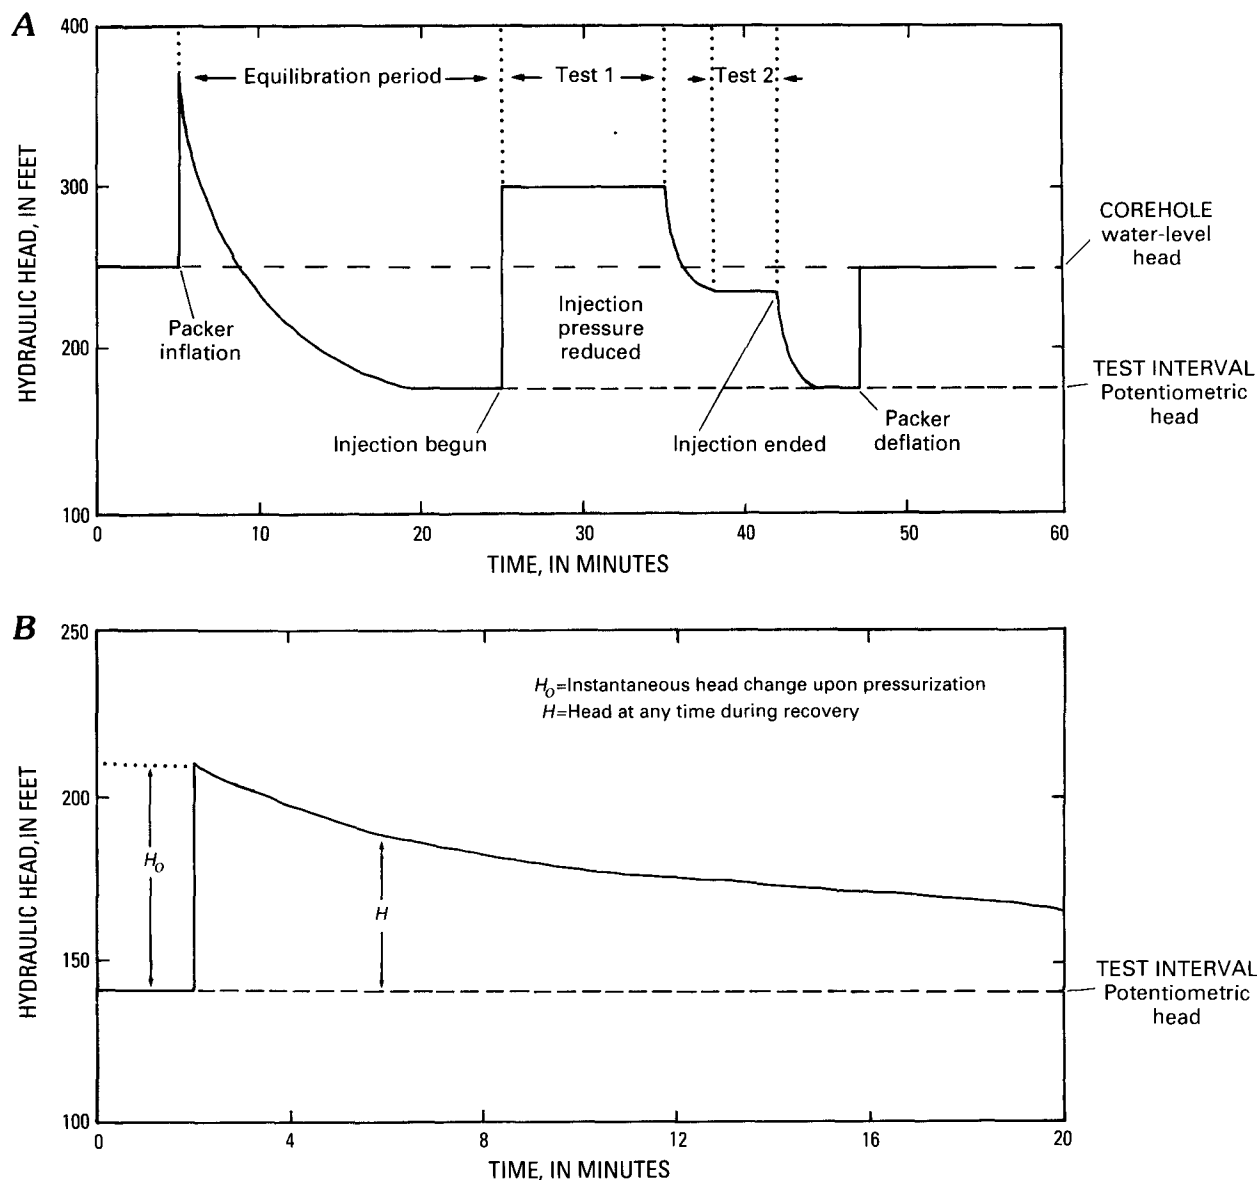 A
HYDRAULIC HEAD, IN FEET
400
300
200
100
Equilibration period
Test 1
Test 2
Packer
inflation
Injection
pressure
reduced
COREHOLE
water-level
head
TEST INTERVAL
Potentiometric
head
Injection begun
Injection ended
Packer
deflation
0
10
20
30
40
50
60
TIME, IN MINUTES
B
HYDRAULIC HEAD, IN FEET
250
200
150
100
Ho=Instantaneous head change upon pressurization
H=Head at any time during recovery
Ho
H
TEST INTERVAL
Potentiometric
head
0
4
8
12
16
20
TIME, IN MINUTES